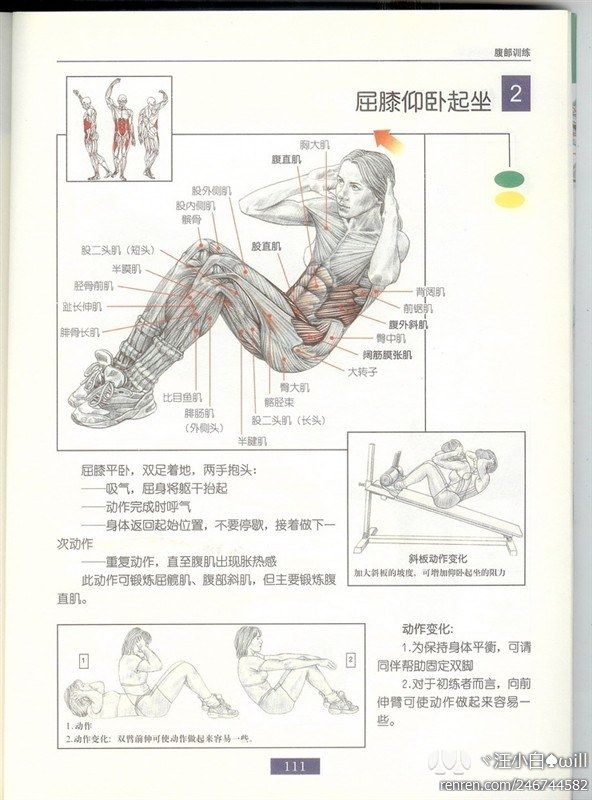 腹部训练
屈膝仰卧起坐
2
胸大肌
腹直肌
股外侧肌
股内侧肌
髌骨
股直肌
股二头肌（短头）
半膜肌
胫骨前肌
趾长伸肌
腓骨长肌
背阔肌
前锯肌
腹外斜肌
臀中肌
阔筋膜张肌
大转子
臀大肌
髂胫束
比目鱼肌
腓肠肌
（外侧头）
股二头肌（长头）
半腱肌
屈膝平卧，双足着地，两手抱头：
——吸气，屈身将躯干抬起
——动作完成时呼气
——身体返回起始位置，不要停歇，接着做下一
次动作
——重复动作，直至腹肌出现胀热感
此动作可锻炼屈髋肌、腹部斜肌，但主要锻炼腹
直肌。
斜板动作变化
加大斜板的坡度，可增加仰卧起坐的阻力
1
2
1.动作
2.动作变化：双臂前伸可使动作做起来容易一些。
动作变化:
1.为保持身体平衡，可请
同伴帮助固定双脚
2.对于初练者而言，向前
伸臂可使动作做起来容易一
些。
111
ヾ汪小白♠will
renren.com/246744582